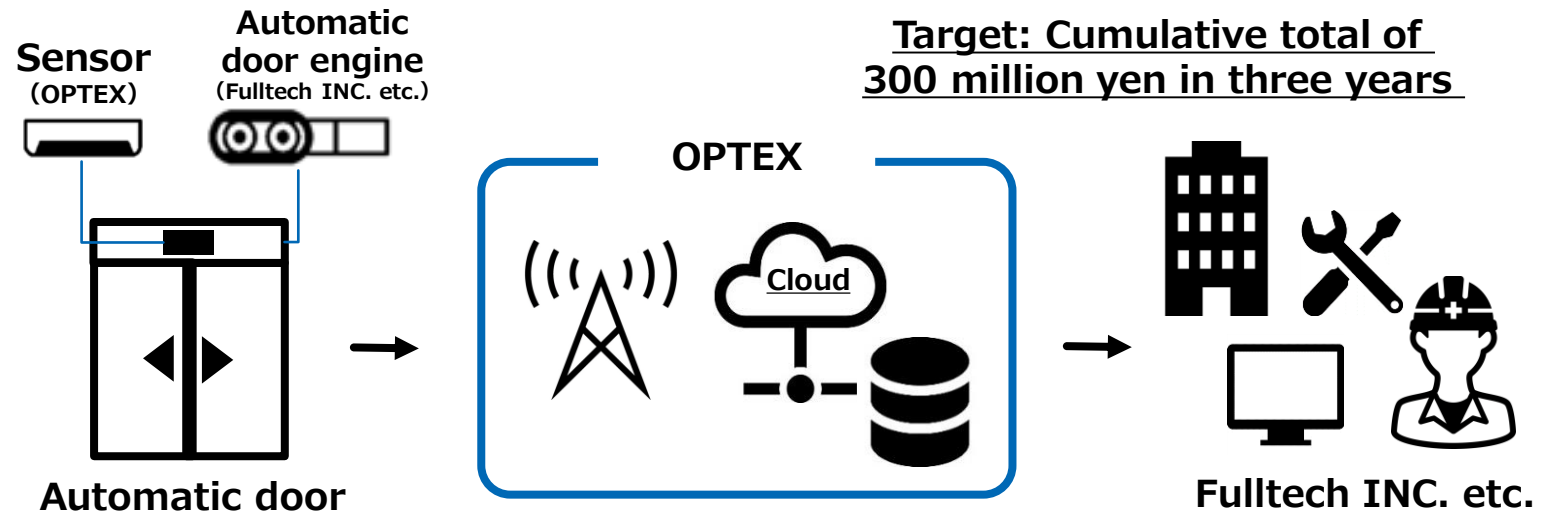 Sensor
(OPTEX)
Automatic
door engine
(Fulltech INC. etc.)
Target: Cumulative total of
300 million yen in three years
OPTEX
Cloud
Automatic door
Fulltech INC. etc.